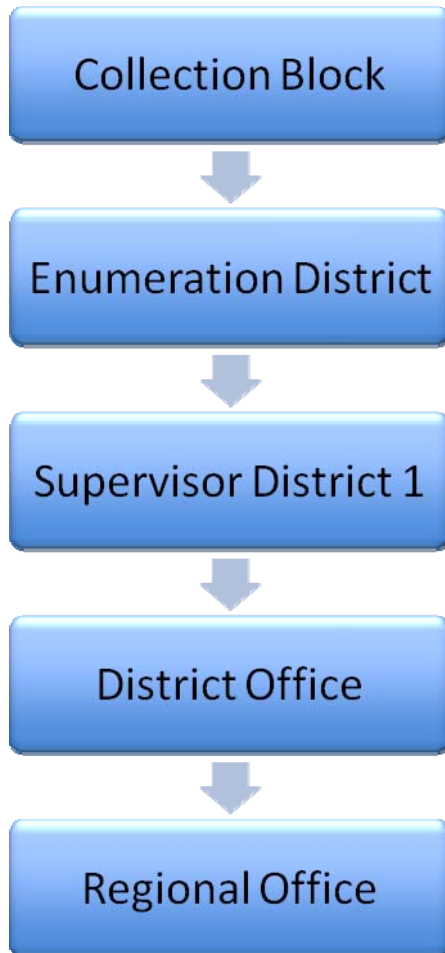 Collection Block
Enumeration District
Supervisor District 1
District Office
Regional Office